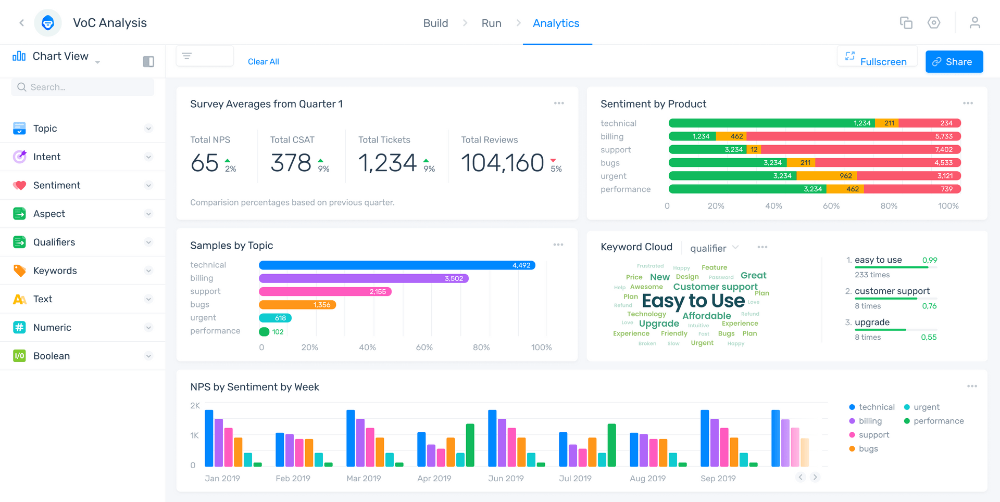 VoC Analysis
Build
Run
Analytics
Chart View
Clear All
Fullscreen
Share
Search...
Topic
Intent
Sentiment
Aspect
Qualifiers
Keywords
Text
Numeric
I/O Boolean
Survey Averages from Quarter 1
Total NPS
65 2%
Total CSAT
378 9%
Total Tickets
1,234 9%
Total Reviews
104,160 5%
Comparision percentages based on previous quarter.
Sentiment by Product
technical 1,234 211 234
billing 1,234 462 5,733
support 3,234 12 7,402
bugs 3,234 211 4,533
urgent 3,234 962 3,121
performance 3,234 462 739
0 20% 40% 60% 80% 100%
Samples by Topic
technical 4,492
billing 3,502
support 2,155
bugs 1,356
urgent 618
performance 102
0 20% 40% 60% 80% 100%
Keyword Cloud
qualifier
Frustrated Happy Feature
Price New Design Password Great
Help Awesome Customer support
Plan Easy to Use Plan
Refund Love
Technology Affordable Refund
Love Upgrade Intuitive Experience
Experience Friendly Fast Bugs Plan
Broken Slow Urgent Happy
1. easy to use 0,99
233 times
2. customer support
8 times 0,76
3. upgrade
8 times 0,55
NPS by Sentiment by Week
2K
1K
0
Jan 2019 Feb 2019 Mar 2019 Apr 2019 Jun 2019 Jul 2019 Aug 2019 Sep 2019
technical urgent
billing performance
support
bugs